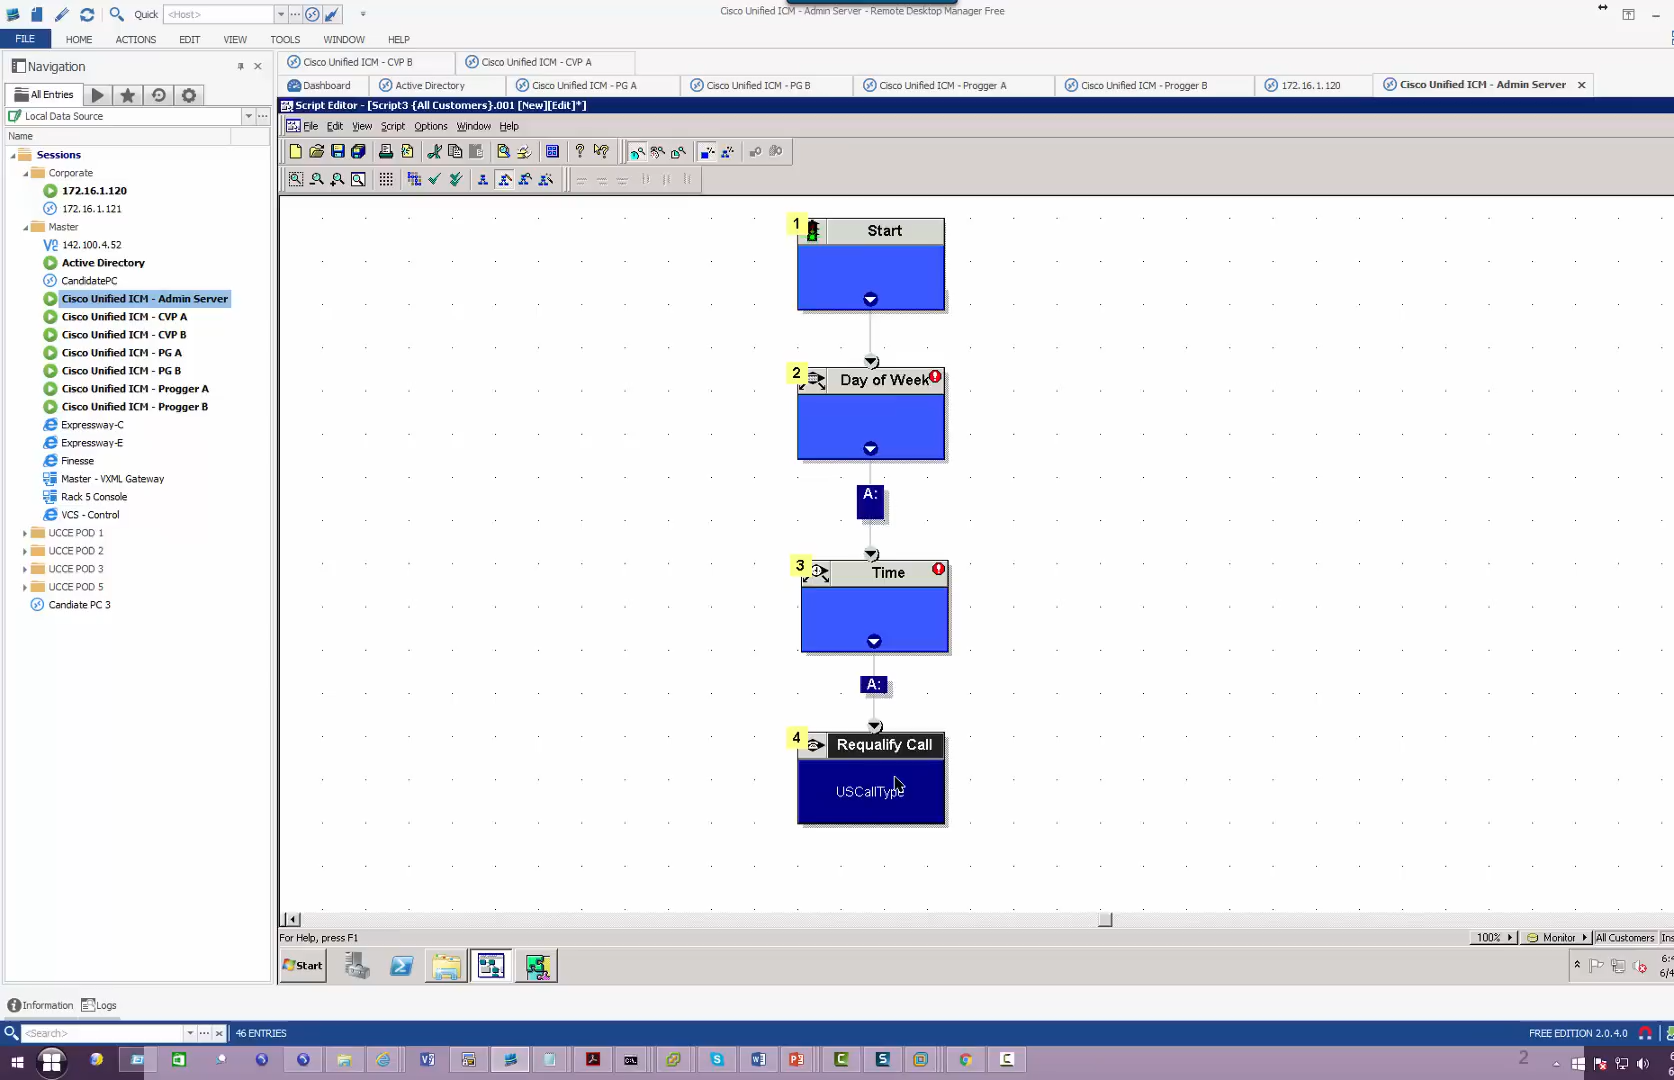 Cisco Unified ICM - Admin Server - Remote Desktop Manager Free
Quick <Host>
FILE HOME ACTIONS EDIT VIEW TOOLS WINDOW HELP
Navigation
All Entries
Local Data Source
Name
Sessions
Corporate
172.16.1.120
172.16.1.121
Master
142.100.4.52
Active Directory
CandidatePC
Cisco Unified ICM - Admin Server
Cisco Unified ICM - CVP A
Cisco Unified ICM - CVP B
Cisco Unified ICM - PG A
Cisco Unified ICM - PG B
Cisco Unified ICM - Progger A
Cisco Unified ICM - Progger B
Expressway-C
Expressway-E
Finesse
Master - VXML Gateway
Rack 5 Console
VCS - Control
UCCE POD 1
UCCE POD 2
UCCE POD 3
UCCE POD 5
Candiate PC 3
Cisco Unified ICM - CVP B Cisco Unified ICM - CVP A
Dashboard Active Directory Cisco Unified ICM - PG A Cisco Unified ICM - PG B Cisco Unified ICM - Progger A Cisco Unified ICM - Progger B 172.16.1.120 Cisco Unified ICM - Admin Server
Script Editor - [Script3 {All Customers}.001 [New][Edit]*]
File Edit View Script Options Window Help
1 Start
2 Day of Week
A:
3 Time
A:
4 Requalify Call
USCallType
For Help, press F1
100% Monitor All Customers Ins
Start
6:4
6/4
Information Logs
<Search> 46 ENTRIES
FREE EDITION 2.0.4.0
2